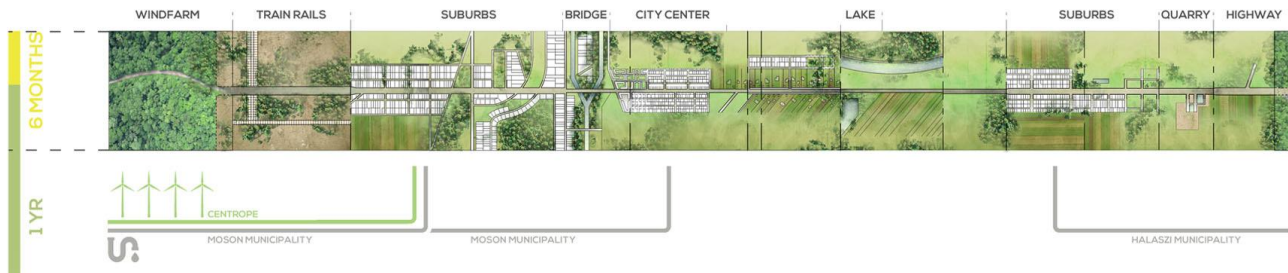 WINDFARM
TRAIN RAILS
SUBURBS
BRIDGE
CITY CENTER
LAKE
SUBURBS
QUARRY
HIGHWAY
6 MONTHS
1 YR
CENTROPE
MOSON MUNICIPALITY
MOSON MUNICIPALITY
HALASZI MUNICIPALITY